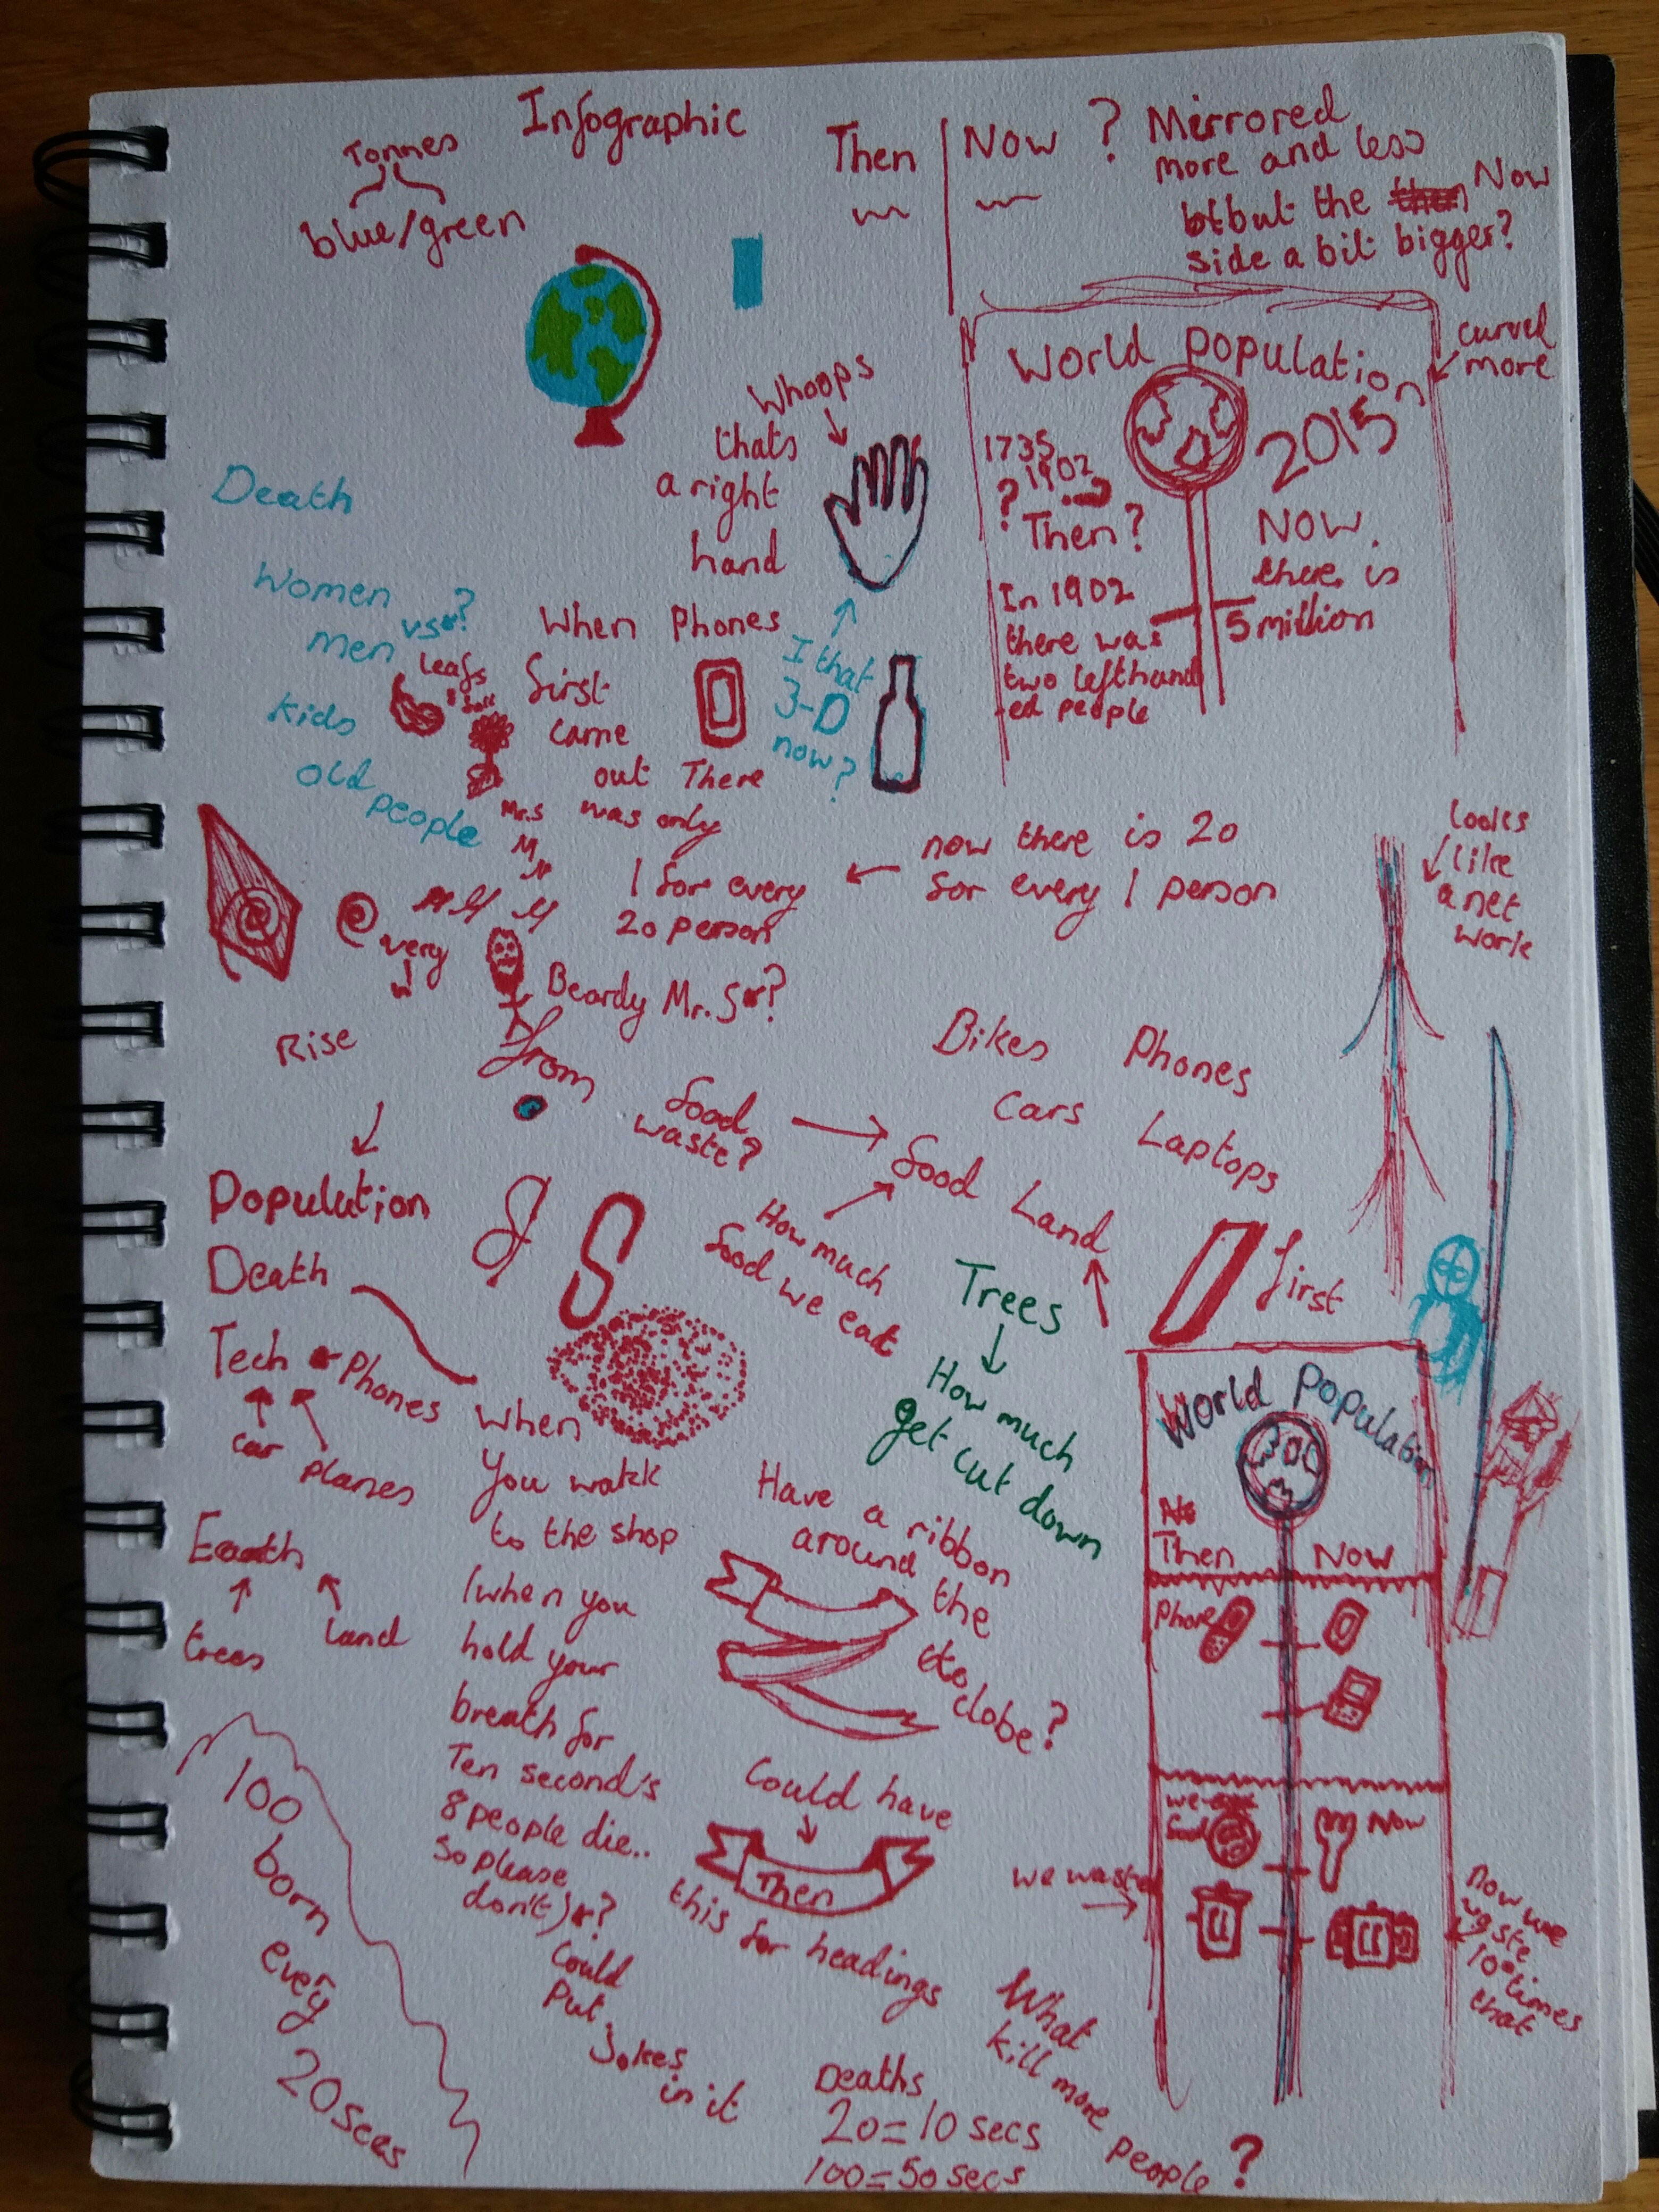 Infographic
Tonnes
blue/green
Then
Now ? Mirrored
more and less
but the Now
side a bit bigger?
curved
more
World Population
2015
1735
1902
?
Then?
In 1902
there was
two lefthand
ed people
NOW.
there is
5 million
Whoops
thats
a right
hand
I that
3-D
now?
Death
Women
vs ?
men
kids
old
people
Leafs
When Phones
first
came
out There
was only
1 for every
20 person
now there is 20
for every 1 person
Mr.S
@very
Beardy Mr. S ?
looks
like
a net
work
Rise
from
food
waste?
Food Land
Bikes Phones
Cars Laptops
How much
food we eat
Population
Death
Tech Phones
car planes
Earth
trees land
S
Trees
How much
get cut down
first
When
You walk
to the shop
(when you
hold your
breath for
Ten second's
8 people die..
so please
don't) ?
Could
Put
Jokes
in it
Have a ribbon
around the
clobe?
Could have
Then
this for headings
World Population
Then
Now
Phone
food
Now
we waste
now we
waste
10 times
that
100
born
every
20 secs
Deaths
20=10 secs
100=50 secs
What
kill more
people?